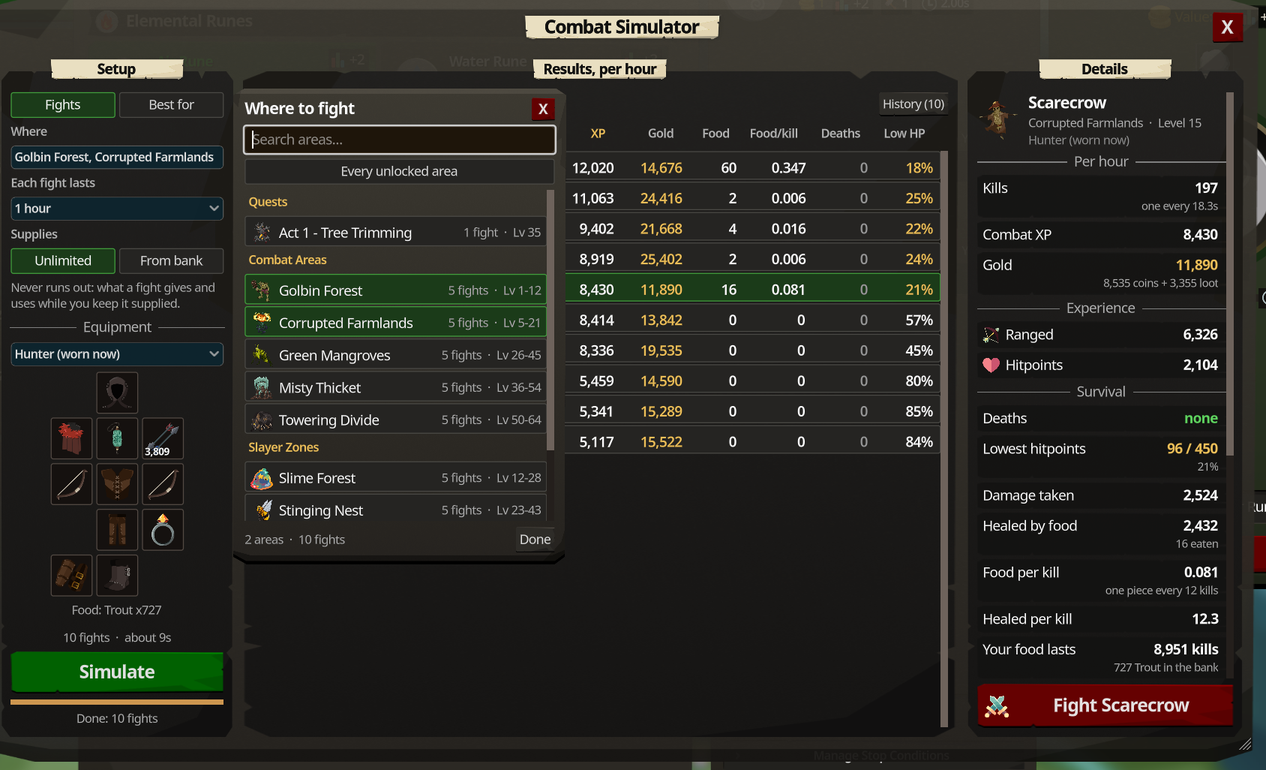 Elemental Runes
Combat Simulator
X
Setup
Results, per hour
Details
Fights
Best for
Where
Golbin Forest, Corrupted Farmlands
Each fight lasts
1 hour
Supplies
Unlimited
From bank
Never runs out: what a fight gives and
uses while you keep it supplied.
Equipment
Hunter (worn now)
3,809
Food: Trout x727
10 fights · about 9s
Simulate
Done: 10 fights
Where to fight
X
Search areas...
Every unlocked area
Quests
Act 1 - Tree Trimming 1 fight · Lv 35
Combat Areas
Golbin Forest 5 fights · Lv 1-12
Corrupted Farmlands 5 fights · Lv 5-21
Green Mangroves 5 fights · Lv 26-45
Misty Thicket 5 fights · Lv 36-54
Towering Divide 5 fights · Lv 50-64
Slayer Zones
Slime Forest 5 fights · Lv 12-28
Stinging Nest 5 fights · Lv 23-43
2 areas · 10 fights
Done
History (10)
XP Gold Food Food/kill Deaths Low HP
12,020 14,676 60 0.347 0 18%
11,063 24,416 2 0.006 0 25%
9,402 21,668 4 0.016 0 22%
8,919 25,402 2 0.006 0 24%
8,430 11,890 16 0.081 0 21%
8,414 13,842 0 0 0 57%
8,336 19,535 0 0 0 45%
5,459 14,590 0 0 0 80%
5,341 15,289 0 0 0 85%
5,117 15,522 0 0 0 84%
Scarecrow
Corrupted Farmlands · Level 15
Hunter (worn now)
Per hour
Kills 197
one every 18.3s
Combat XP 8,430
Gold 11,890
8,535 coins + 3,355 loot
Experience
Ranged 6,326
Hitpoints 2,104
Survival
Deaths none
Lowest hitpoints 96 / 450
21%
Damage taken 2,524
Healed by food 2,432
16 eaten
Food per kill 0.081
one piece every 12 kills
Healed per kill 12.3
Your food lasts 8,951 kills
727 Trout in the bank
Fight Scarecrow
Manage Stop Conditions